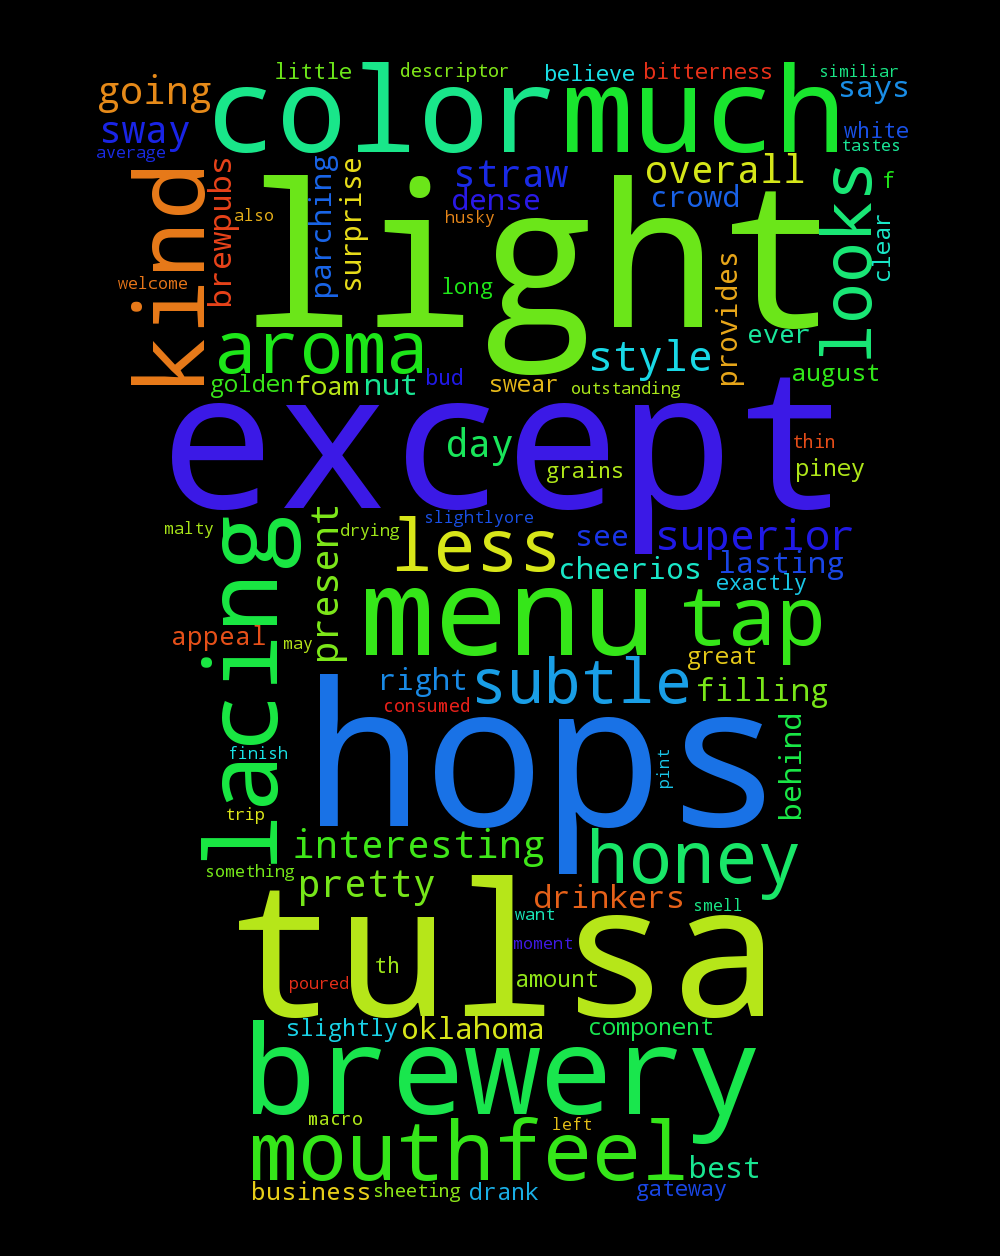 little
descriptor
believe
bitterness
similiar
going
color
much
says
sway
white
average
tastes
kind
brewpubs
parching
surprise
straw
overall
looks
f
dense
crowd
also
husky
clear
light
welcome
long
provides
ever
aroma
style
august
golden
foam
nut
bud
swear
outstanding
except
day
thin
grains
piney
malty
lacing
present
drying
slightlyore
less
see
superior
cheerios
lasting
exactly
menu
tap
appeal
may
great
right
subtle
filling
consumed
hops
finish
pint
behind
trip
interesting
honey
something
pretty
drinkers
smell
tulsa
want
moment
th
poured
amount
slightly
oklahoma
component
brewery
macro
left
mouthfeel
best
business
sheeting
drank
gateway